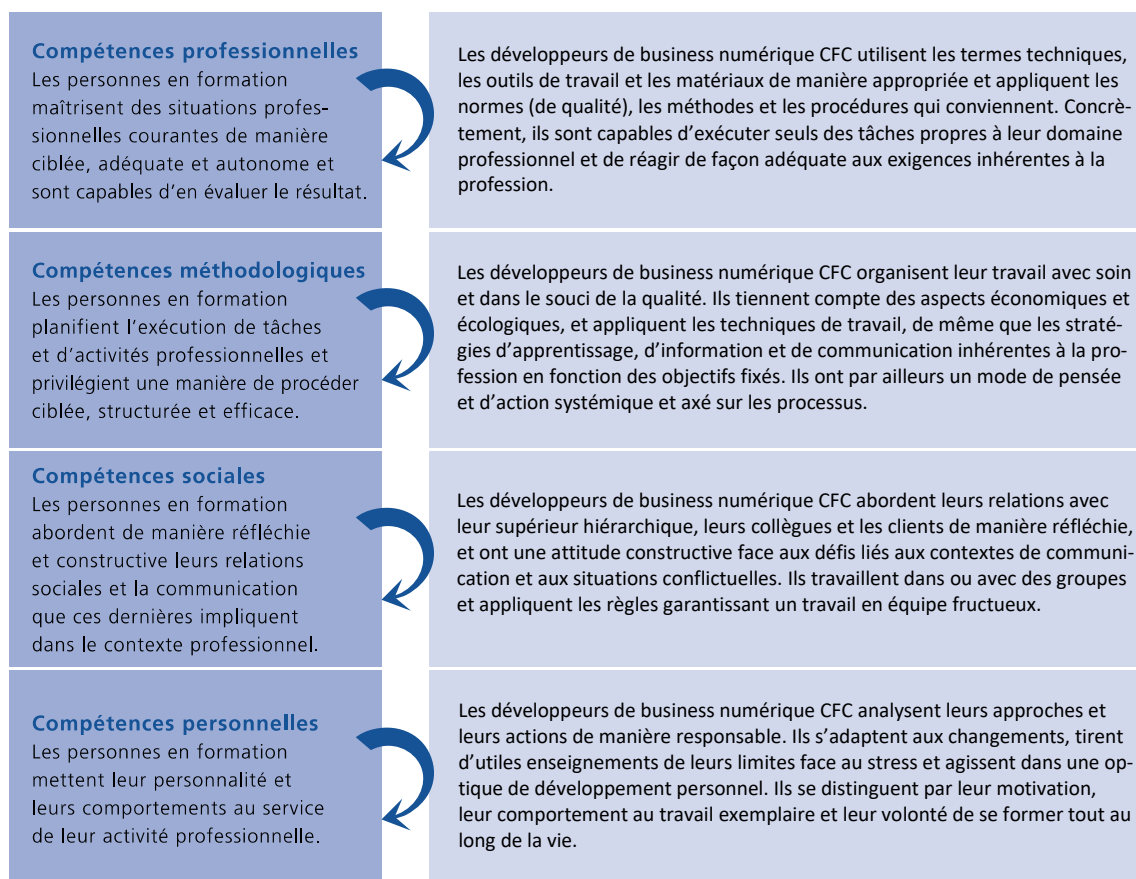 Compétences professionnelles
Les personnes en formation
maîtrisent des situations profes-
sionnelles courantes de manière
ciblée, adéquate et autonome et
sont capables d'en évaluer le résultat.
Les développeurs de business numérique CFC utilisent les termes techniques,
les outils de travail et les matériaux de manière appropriée et appliquent les
normes (de qualité), les méthodes et les procédures qui conviennent. Concrè-
tement, ils sont capables d'exécuter seuls des tâches propres à leur domaine
professionnel et de réagir de façon adéquate aux exigences inhérentes à la
profession.
Compétences méthodologiques
Les personnes en formation
planifient l'exécution de tâches
et d'activités professionnelles et
privilégient une manière de procéder
ciblée, structurée et efficace.
Les développeurs de business numérique CFC organisent leur travail avec soin
et dans le souci de la qualité. Ils tiennent compte des aspects économiques et
écologiques, et appliquent les techniques de travail, de même que les straté-
gies d'apprentissage, d'information et de communication inhérentes à la pro-
fession en fonction des objectifs fixés. Ils ont par ailleurs un mode de pensée
et d'action systémique et axé sur les processus.
Compétences sociales
Les personnes en formation
abordent de manière réfléchie
et constructive leurs relations
sociales et la communication
que ces dernières impliquent
dans le contexte professionnel.
Les développeurs de business numérique CFC abordent leurs relations avec
leur supérieur hiérarchique, leurs collègues et les clients de manière réfléchie,
et ont une attitude constructive face aux défis liés aux contextes de communi-
cation et aux situations conflictuelles. Ils travaillent dans ou avec des groupes
et appliquent les règles garantissant un travail en équipe fructueux.
Compétences personnelles
Les personnes en formation
mettent leur personnalité et
leurs comportements au service
de leur activité professionnelle.
Les développeurs de business numérique CFC analysent leurs approches et
leurs actions de manière responsable. Ils s'adaptent aux changements, tirent
d'utiles enseignements de leurs limites face au stress et agissent dans une op-
tique de développement personnel. Ils se distinguent par leur motivation,
leur comportement au travail exemplaire et leur volonté de se former tout au
long de la vie.